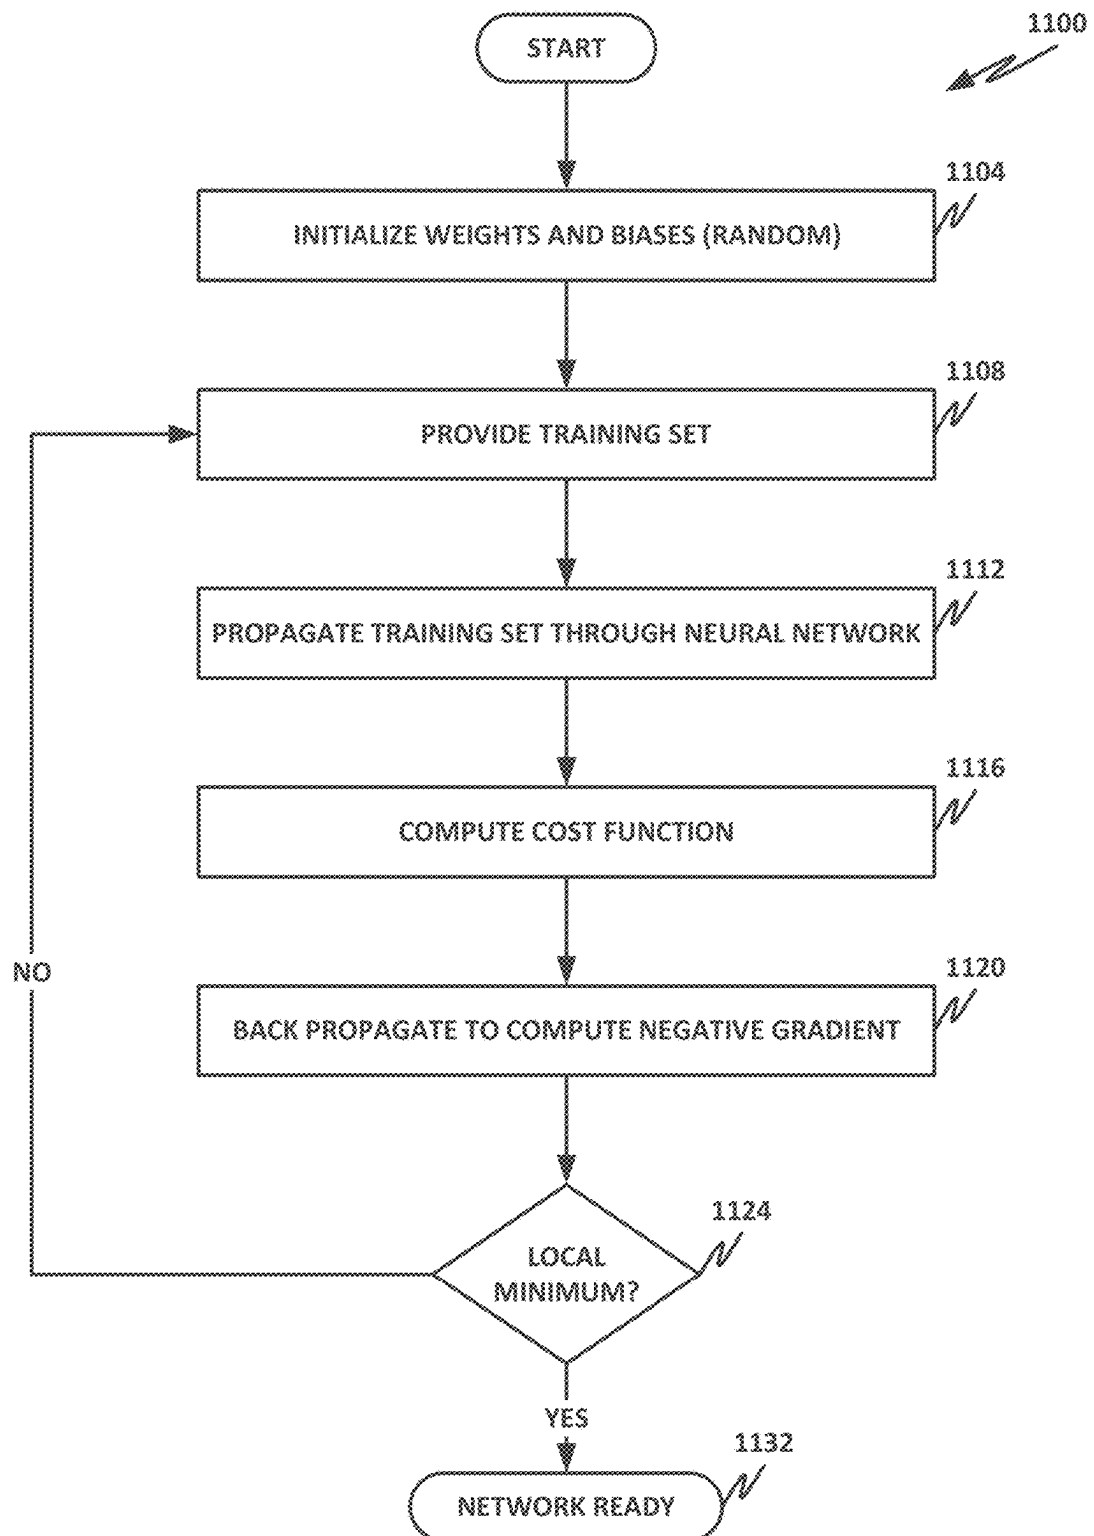 START
1100
1104
INITIALIZE WEIGHTS AND BIASES (RANDOM)
1108
PROVIDE TRAINING SET
1112
PROPAGATE TRAINING SET THROUGH NEURAL NETWORK
1116
COMPUTE COST FUNCTION
NO
1120
BACK PROPAGATE TO COMPUTE NEGATIVE GRADIENT
1124
LOCAL
MINIMUM?
YES
1132
NETWORK READY